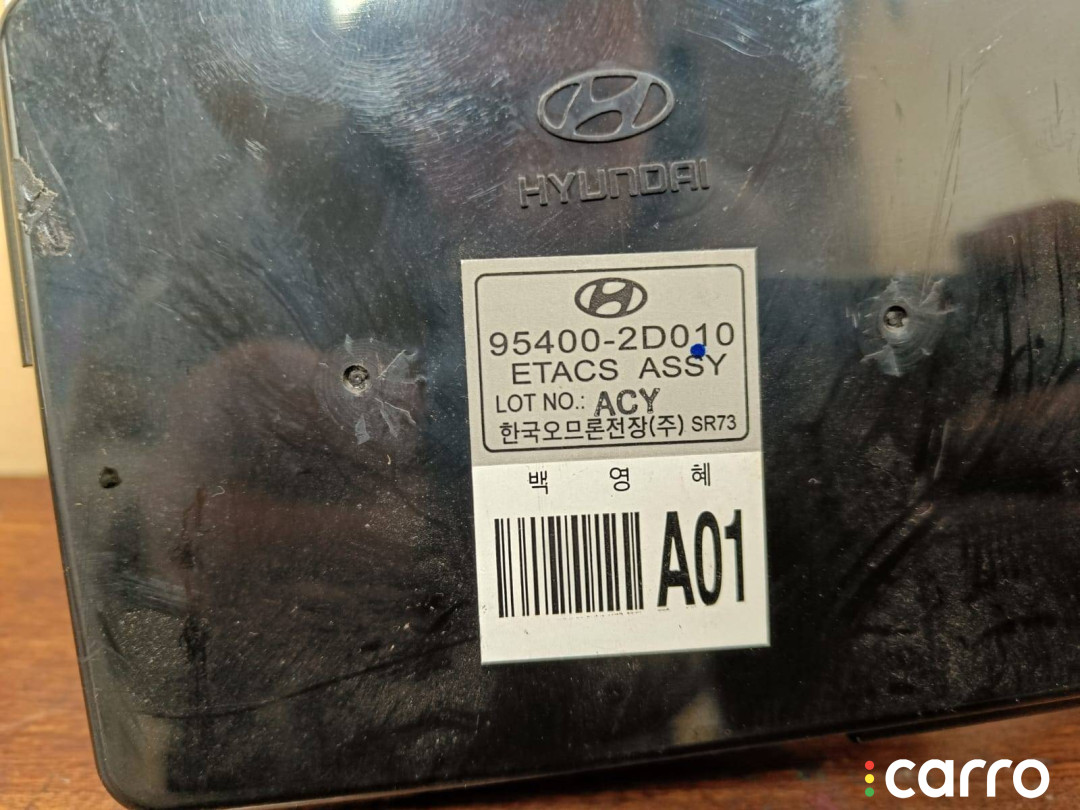 HYUNDAI
95400-2D010
ETACS ASSY
LOT NO.: ACY
한국오므론전장(주) SR73
백 영 혜
A01
carro